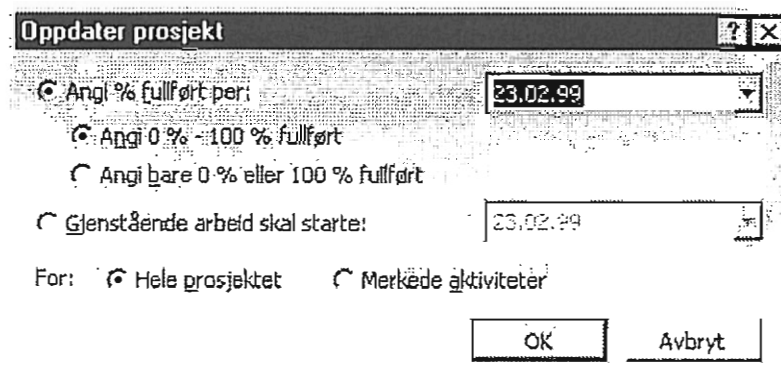 Oppdater prosjekt ? X
Angi % fullført per: 23.02.99
Angi 0 % - 100 % fullført
Angi bare 0 % eller 100 % fullført
Gjenstående arbeid skal starte: 23.02.99
For: Hele prosjektet Merkede aktiviteter
OK Avbryt